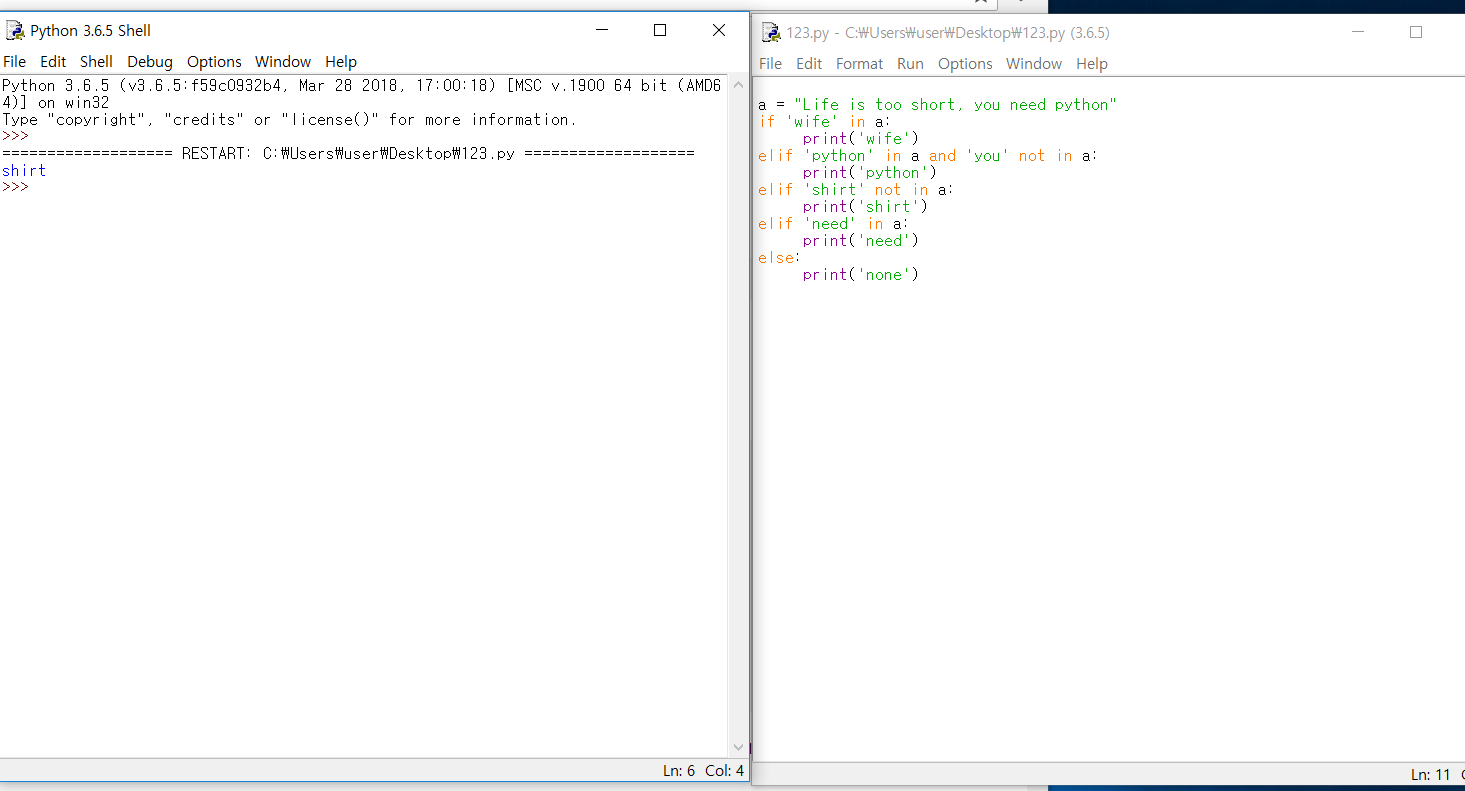 Python 3.6.5 Shell
File Edit Shell Debug Options Window Help
Python 3.6.5 (v3.6.5:f59c0932b4, Mar 28 2018, 17:00:18) [MSC v.1900 64 bit (AMD6
4)] on win32
Type "copyright", "credits" or "license()" for more information.
>>>
=================== RESTART: C:₩Users₩user₩Desktop₩123.py ===================
shirt
>>>
Ln: 6 Col: 4
123.py - C:₩Users₩user₩Desktop₩123.py (3.6.5)
File Edit Format Run Options Window Help
a = "Life is too short, you need python"
if 'wife' in a:
     print('wife')
elif 'python' in a and 'you' not in a:
     print('python')
elif 'shirt' not in a:
     print('shirt')
elif 'need' in a:
     print('need')
else:
     print('none')
Ln: 11